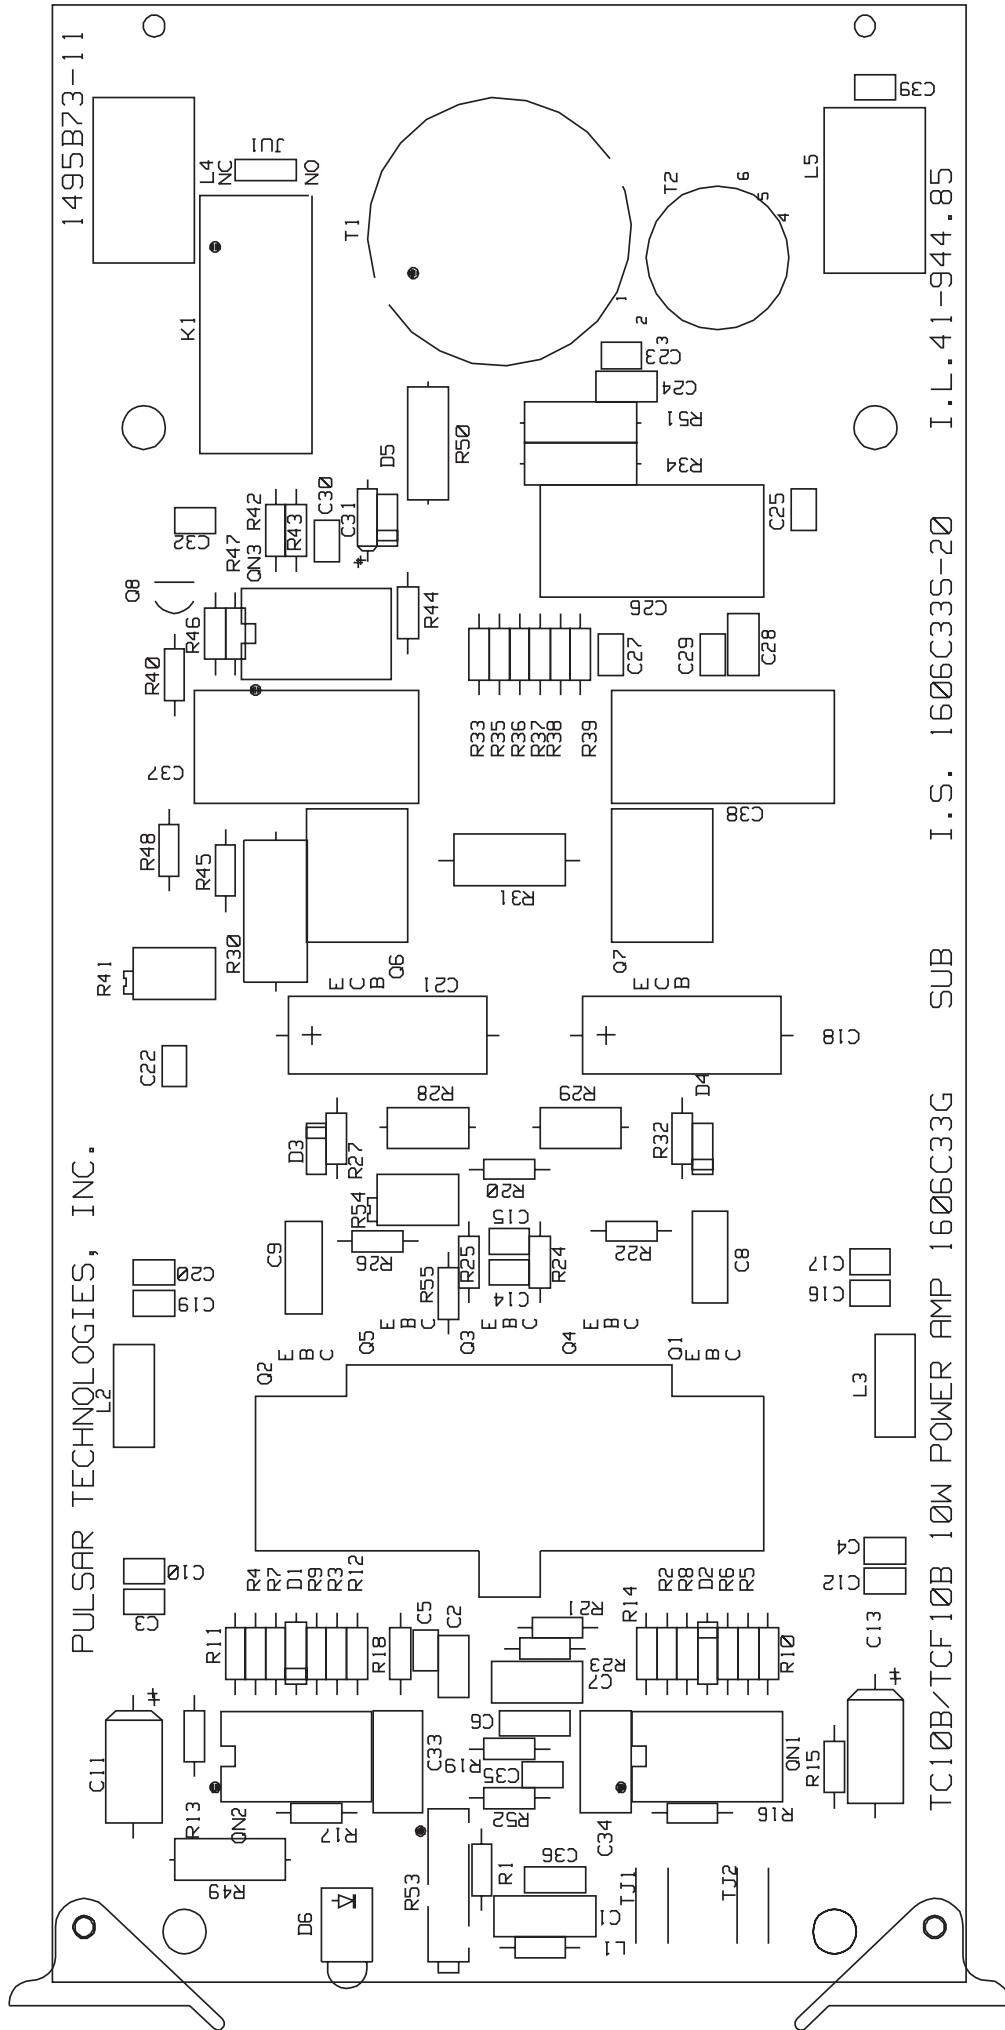 1495B73-11
C39
L4
NC
JU1
NO
L5
T1
T2
6
5
4
1
2
3
K1
C23
C24
R51
R34
D5
R50
I.L.41-944.85
C32
R42
R43
C30
C31
+
C25
R47
QN3
Q8
R46
R44
C26
R40
C27
C29
C28
R33
R35
R36
R37
R38
R39
C37
C38
I.S. 1606C33S-20
R48
R45
R31
R30
R41
Q6
Q7
E
C
B
E
C
B
C21
+
+
C18
SUB
C22
R28
R29
D4
D3
R27
R32
R20
R54
C15
C9
R26
R55
R25
R24
R22
C8
C14
C20
C19
C17
C16
Q5
E
B
C
Q3
E
B
C
Q4
E
B
C
Q2
E
B
C
Q1
E
B
C
L2
L3
PULSAR TECHNOLOGIES, INC.
TC10B/TCF10B 10W POWER AMP 1606C33G
C10
C3
C4
C12
R4
R7
D1
R9
R3
R12
R2
R8
D2
R6
R5
R14
R11
R18
C5
C2
R21
R23
C7
R10
C13
+
+
C11
C6
C33
R19
C35
R52
QN1
R15
R13
QN2
R17
C34
R16
R49
D6
R53
R1
C36
C1
L1
TJ1
TJ2